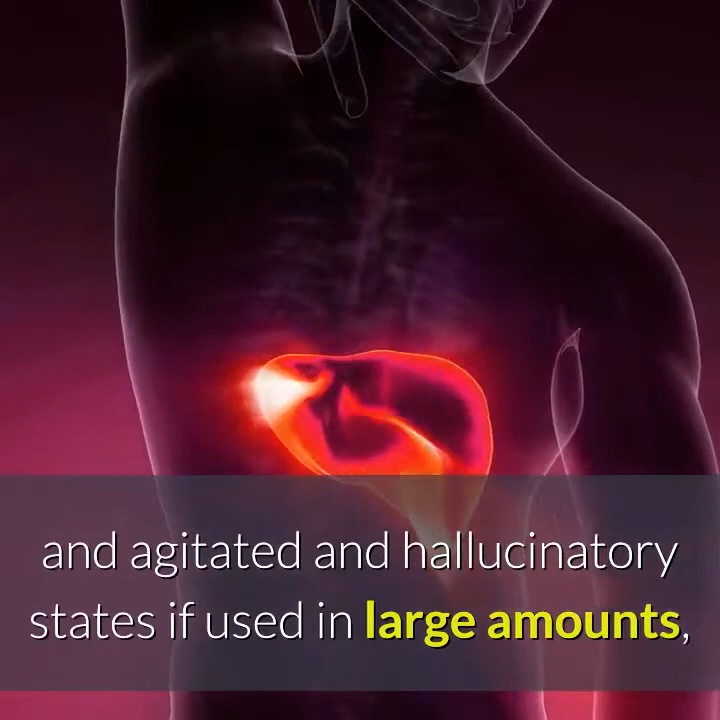 and agitated and hallucinatory
states if used in large amounts,